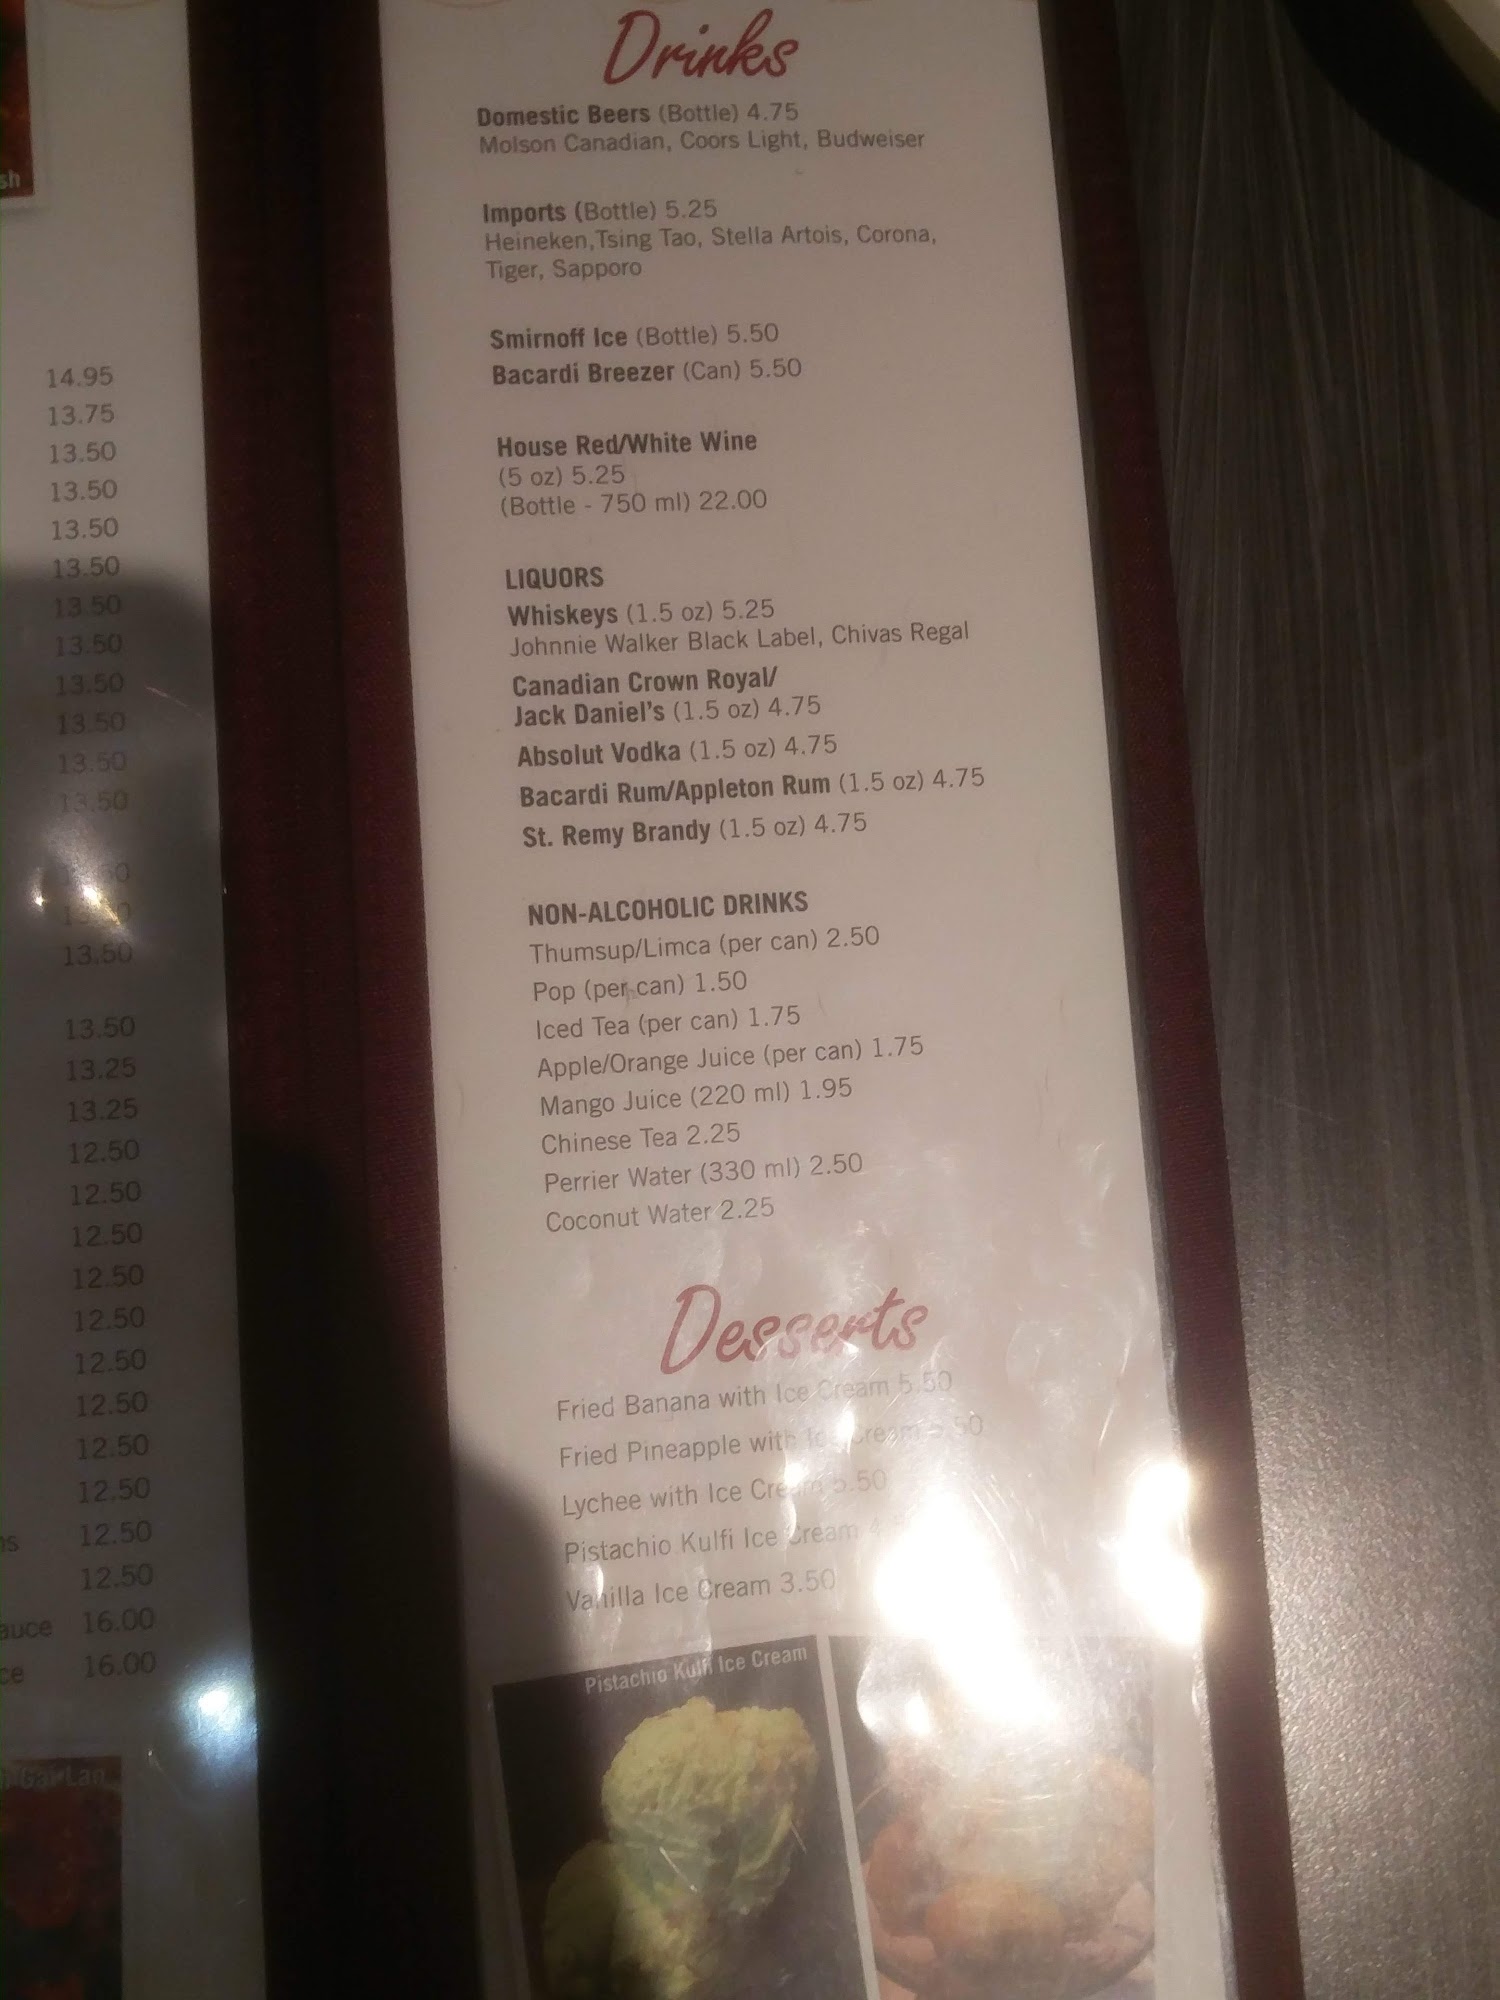 sh
14.95
13.75
13.50
13.50
13.50
13.50
13.50
13.50
13.50
13.50
13.50
13.50
13.50
13.50
13.25
13.25
12.50
12.50
12.50
12.50
12.50
12.50
12.50
12.50
12.50
12.50
12.50
auce 16.00
ce 16.00
Gai Lan
Drinks
Domestic Beers (Bottle) 4.75
Molson Canadian, Coors Light, Budweiser
Imports (Bottle) 5.25
Heineken,Tsing Tao, Stella Artois, Corona,
Tiger, Sapporo
Smirnoff Ice (Bottle) 5.50
Bacardi Breezer (Can) 5.50
House Red/White Wine
(5 oz) 5.25
(Bottle - 750 ml) 22.00
LIQUORS
Whiskeys (1.5 oz) 5.25
Johnnie Walker Black Label, Chivas Regal
Canadian Crown Royal/
Jack Daniel's (1.5 oz) 4.75
Absolut Vodka (1.5 oz) 4.75
Bacardi Rum/Appleton Rum (1.5 oz) 4.75
St. Remy Brandy (1.5 oz) 4.75
NON-ALCOHOLIC DRINKS
Thumsup/Limca (per can) 2.50
Pop (per can) 1.50
Iced Tea (per can) 1.75
Apple/Orange Juice (per can) 1.75
Mango Juice (220 ml) 1.95
Chinese Tea 2.25
Perrier Water (330 ml) 2.50
Coconut Water 2.25
Desserts
Fried Banana with Ice Cream 5.50
Fried Pineapple with Ice Cream 5.50
Lychee with Ice Cream 5.50
Pistachio Kulfi Ice Cream
Vanilla Ice Cream 3.50
Pistachio Kulfi Ice Cream